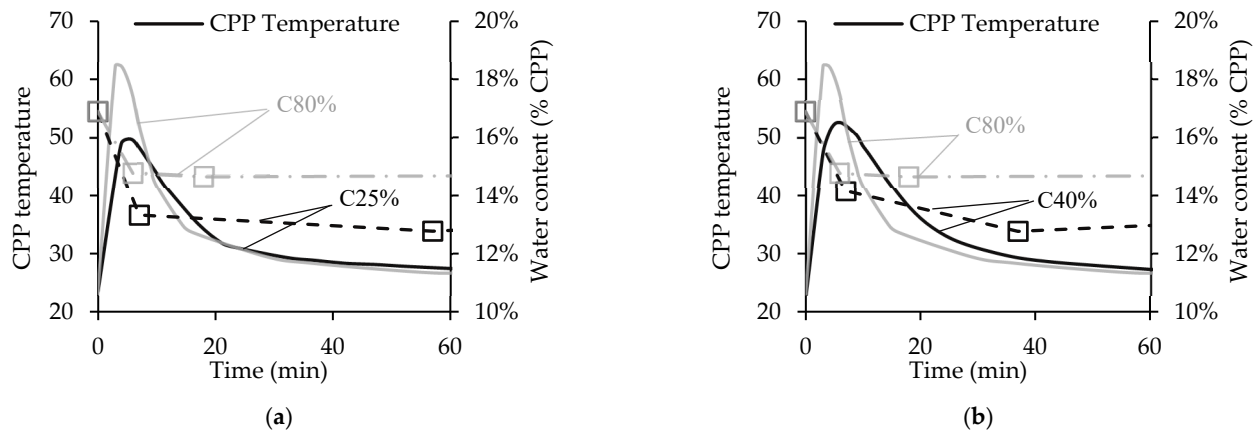 CPP Temperature
CPP temperature
Water content (% CPP)
70
60
50
40
30
20
20%
18%
16%
14%
12%
10%
C80%
C25%
0
20
40
60
Time (min)
(a)
CPP Temperature
CPP temperature
Water content (% CPP)
70
60
50
40
30
20
20%
18%
16%
14%
12%
10%
C80%
C40%
0
20
40
60
Time (min)
(b)